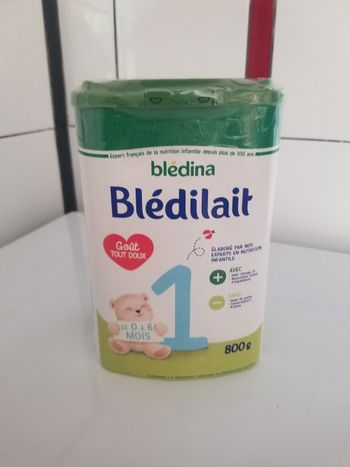 Expert français de la nutrition infantile depuis plus de 100 ans
blédina
Blédilait
Goût
TOUT DOUX
ÉLABORÉ PAR NOS
EXPERTS EN NUTRITION
INFANTILE
1
+ AVEC
- SANS
DE 0 À 6
MOIS
800g